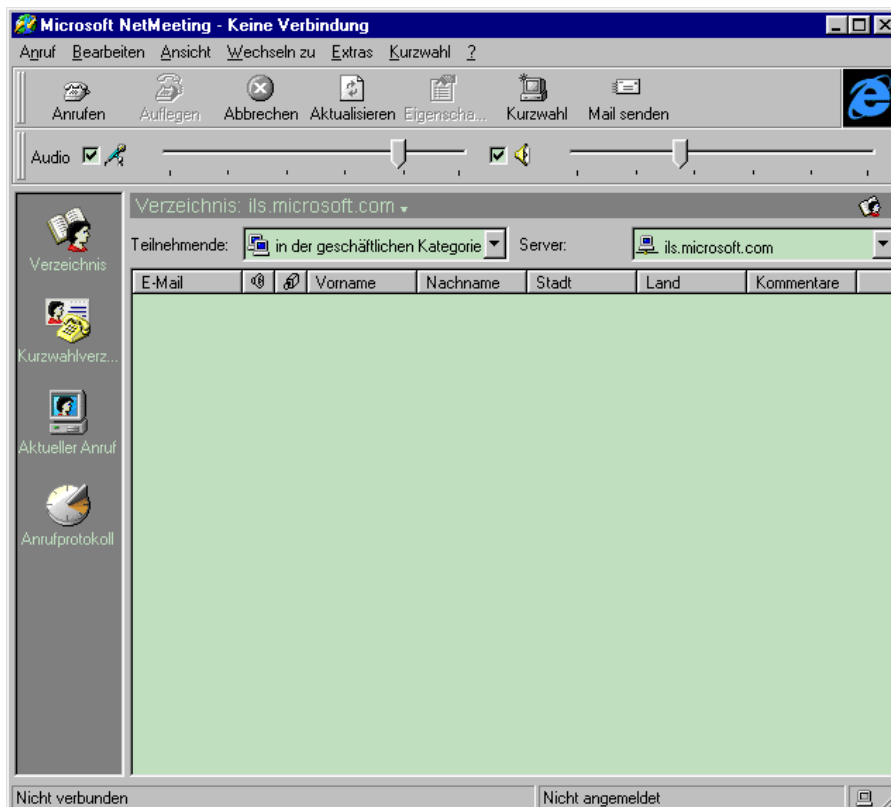 Microsoft NetMeeting - Keine Verbindung
Anruf Bearbeiten Ansicht Wechseln zu Extras Kurzwahl ?
Anrufen Auflegen Abbrechen Aktualisieren Eigenscha... Kurzwahl Mail senden
Audio
Verzeichnis: ils.microsoft.com
Teilnehmende: in der geschäftlichen Kategorie Server: ils.microsoft.com
E-Mail Vorname Nachname Stadt Land Kommentare
Verzeichnis
Kurzwahlverz...
Aktueller Anruf
Anrufprotokoll
Nicht verbunden Nicht angemeldet